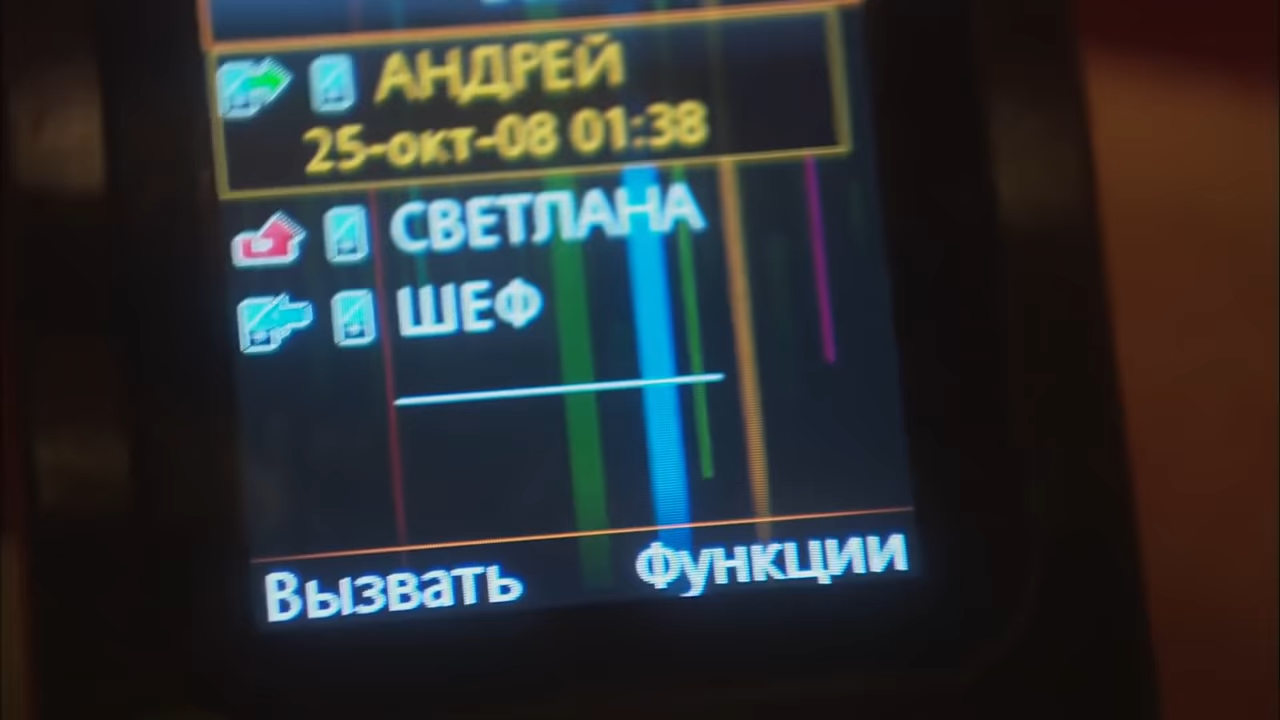 АНДРЕЙ
25-окт-08 01:38
СВЕТЛАНА
ШЕФ
Вызвать
Функции